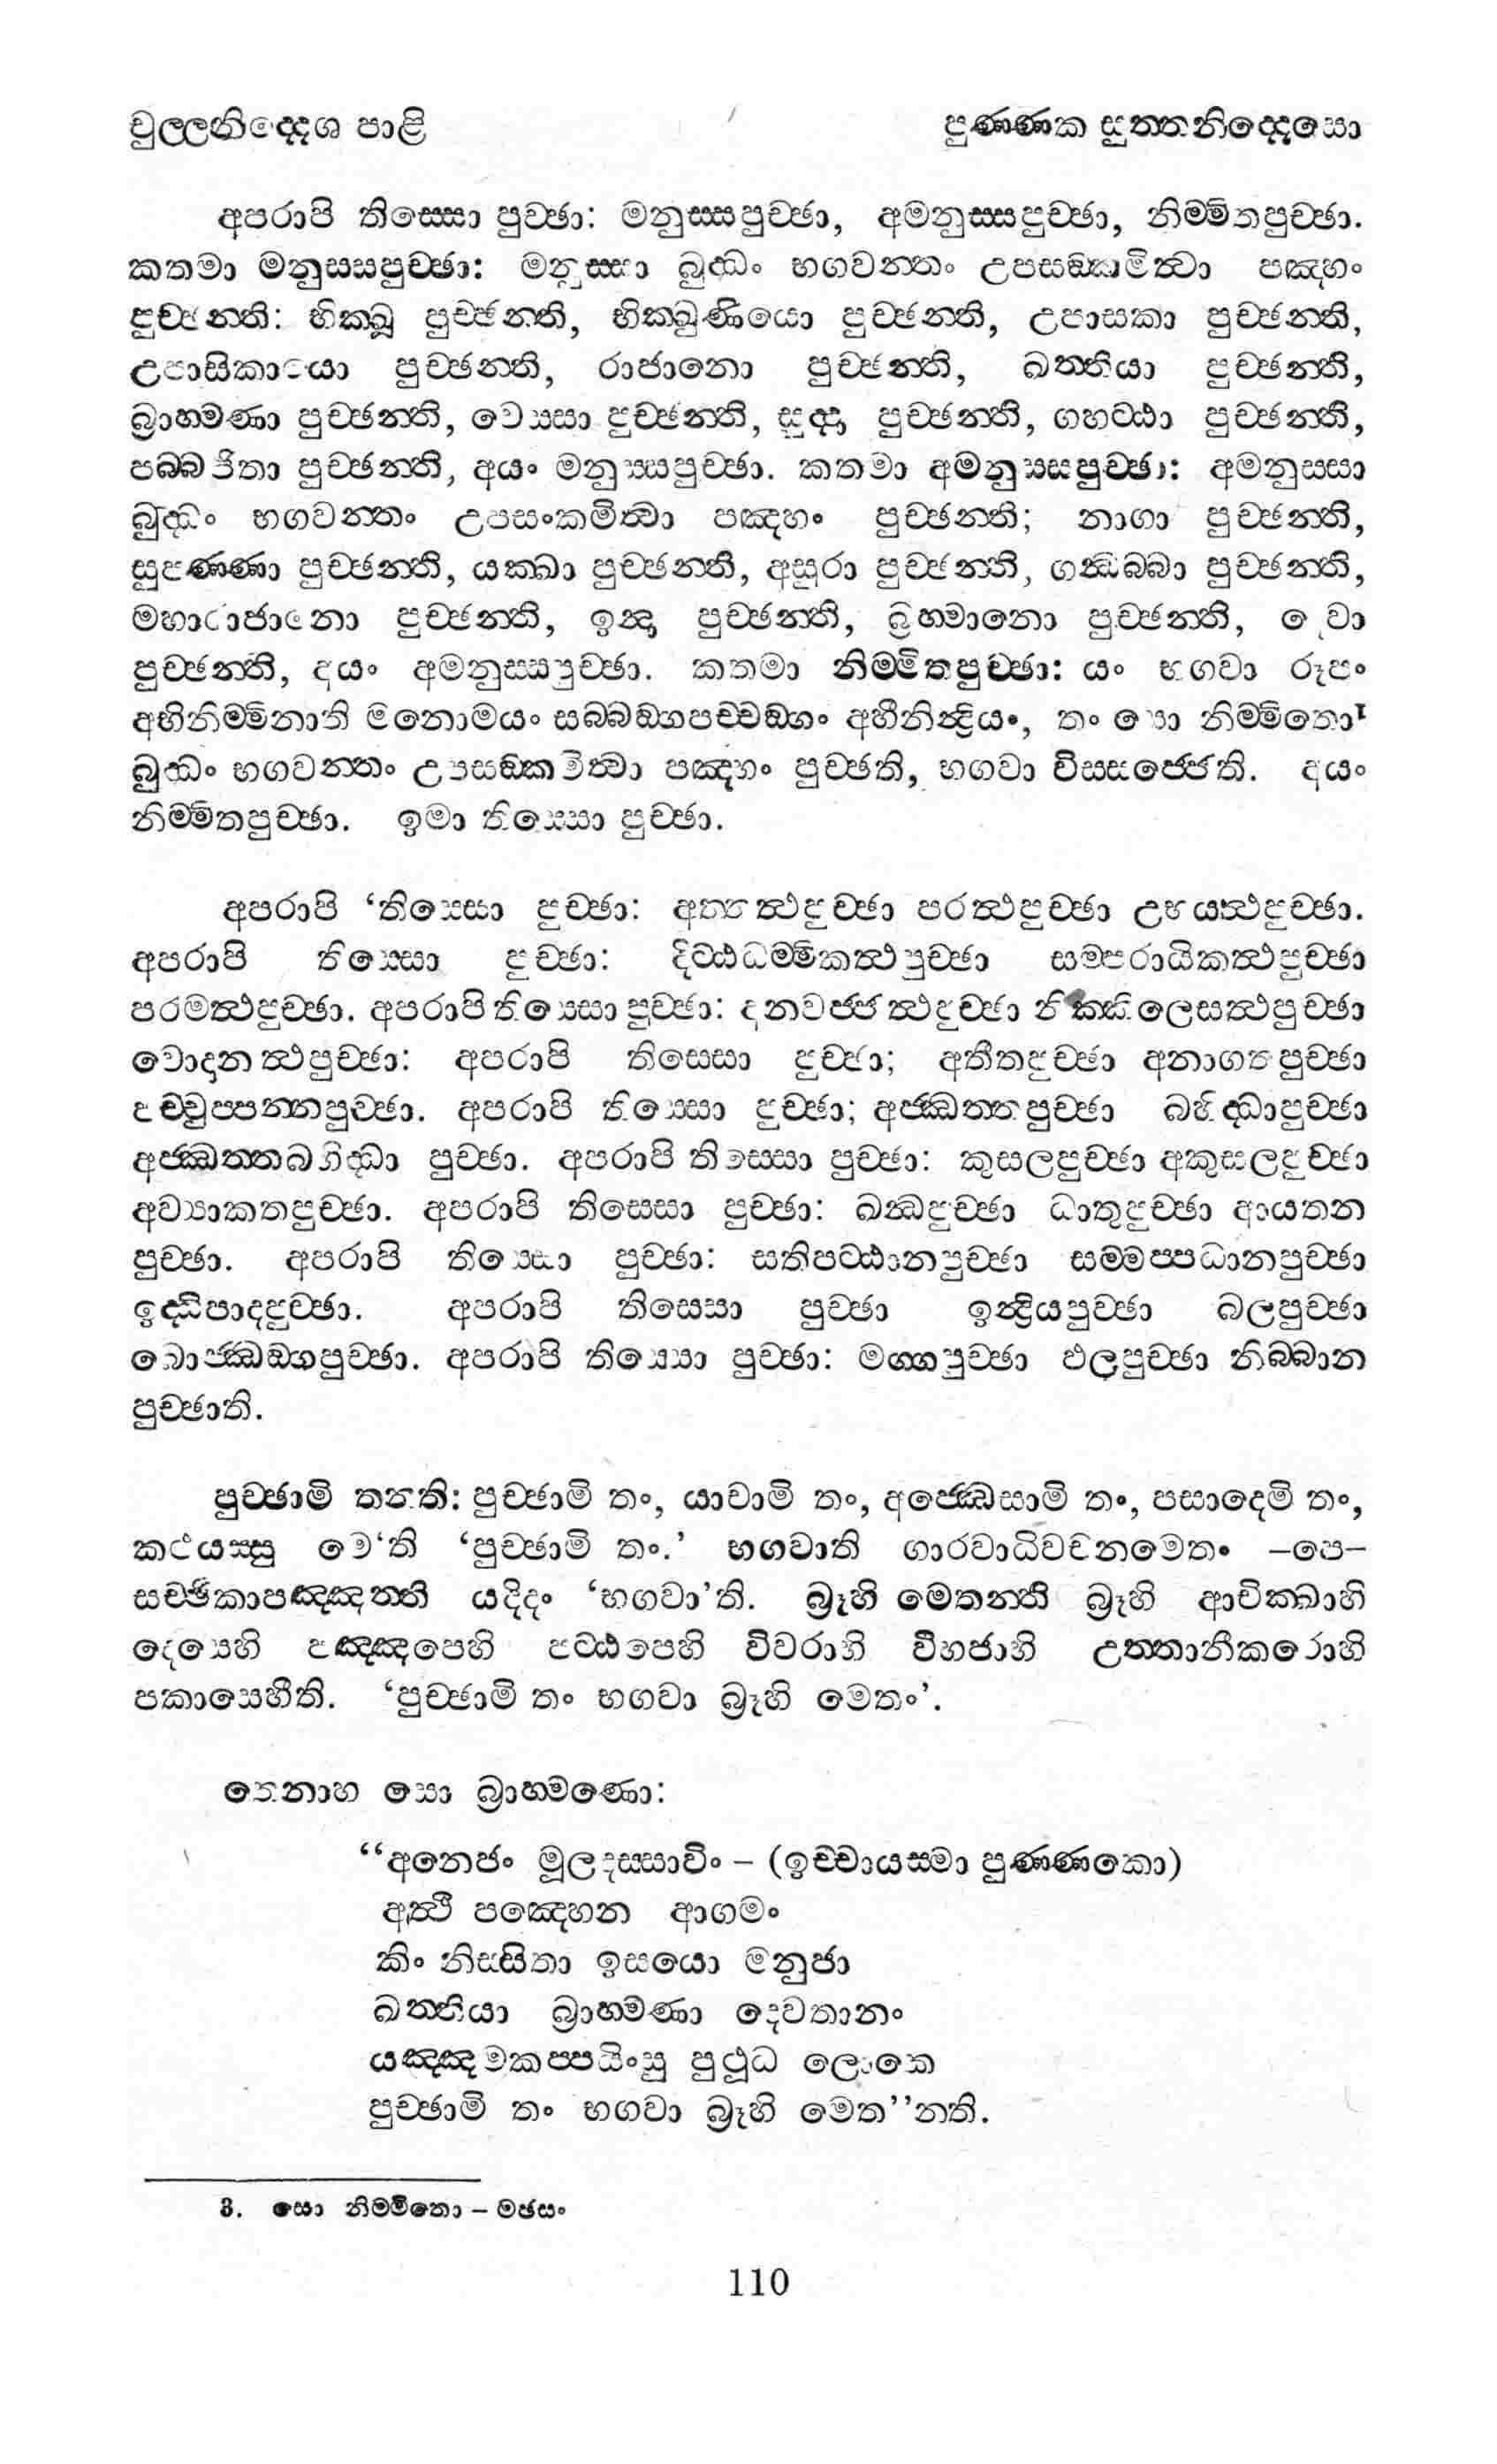 චුල්ලනිද්දෙශ පාළි
පුණ්ණක සුත්තනිද්දෙසො
අපරාපි තිස්සො පුච්ඡා: මනුස්සපුච්ඡා, අමනුස්සපුච්ඡා, නිම්මිතපුච්ඡා.
කතමා මනුස්සපුච්ඡා: මනුස්සා බුද්ධං භගවන්තං උපසඞ්කමිත්වා පඤ්හං
පුච්ඡන්ති: භික්ඛූ පුච්ඡන්ති, භික්ඛුණියො පුච්ඡන්ති, උපාසකා පුච්ඡන්ති,
උපාසිකායො පුච්ඡන්ති, රාජානො පුච්ඡන්ති, ඛත්තියා පුච්ඡන්ති,
බ්‍රාහ්මණා පුච්ඡන්ති, වෙස්සා පුච්ඡන්ති, සුද්දා පුච්ඡන්ති, ගහට්ඨා පුච්ඡන්ති,
පබ්බජිතා පුච්ඡන්ති, අයං මනුස්සපුච්ඡා. කතමා අමනුස්සපුච්ඡා: අමනුස්සා
බුද්ධං භගවන්තං උපසංකමිත්වා පඤ්හං පුච්ඡන්ති; නාගා පුච්ඡන්ති,
සුපණ්ණා පුච්ඡන්ති, යක්ඛා පුච්ඡන්ති, අසුරා පුච්ඡන්ති, ගන්ධබ්බා පුච්ඡන්ති,
මහාරාජානො පුච්ඡන්ති, ඉන්දා පුච්ඡන්ති, බ්‍රහ්මානො පුච්ඡන්ති, දෙවා
පුච්ඡන්ති, අයං අමනුස්සපුච්ඡා. කතමා නිම්මිතපුච්ඡා: යං භගවා රූපං
අභිනිම්මිනාති මනොමයං සබ්බඞ්ගපච්චඞ්ගං අහීනින්ද්‍රියං, තං සො නිම්මිතො¹
බුද්ධං භගවන්තං උපසඞ්කමිත්වා පඤ්හං පුච්ඡති, භගවා විස්සජ්ජෙති. අයං
නිම්මිතපුච්ඡා. ඉමා තිස්සො පුච්ඡා.
අපරාපි ‘තිස්සො පුච්ඡා: අත්තත්ථපුච්ඡා පරත්ථපුච්ඡා උභයත්ථපුච්ඡා.
අපරාපි තිස්සො පුච්ඡා: දිට්ඨධම්මිකත්ථපුච්ඡා සම්පරායිකත්ථපුච්ඡා
පරමත්ථපුච්ඡා. අපරාපි තිස්සො පුච්ඡා: අනවජ්ජත්ථපුච්ඡා නික්කිලෙසත්ථපුච්ඡා
වොදානත්ථපුච්ඡා: අපරාපි තිස්සො පුච්ඡා; අතීතපුච්ඡා අනාගතපුච්ඡා
පච්චුප්පන්නපුච්ඡා. අපරාපි තිස්සො පුච්ඡා; අජ්ඣත්තපුච්ඡා බහිද්ධාපුච්ඡා
අජ්ඣත්තබහිද්ධා පුච්ඡා. අපරාපි තිස්සො පුච්ඡා: කුසලපුච්ඡා අකුසලපුච්ඡා
අව්‍යාකතපුච්ඡා. අපරාපි තිස්සො පුච්ඡා: ඛන්ධපුච්ඡා ධාතුපුච්ඡා ආයතන
පුච්ඡා. අපරාපි තිස්සො පුච්ඡා: සතිපට්ඨානපුච්ඡා සම්මප්පධානපුච්ඡා
ඉද්ධිපාදපුච්ඡා. අපරාපි තිස්සො පුච්ඡා ඉන්ද්‍රියපුච්ඡා බලපුච්ඡා
බොජ්ඣඞ්ගපුච්ඡා. අපරාපි තිස්සො පුච්ඡා: මග්ගපුච්ඡා ඵලපුච්ඡා නිබ්බාන
පුච්ඡාති.
පුච්ඡාමි තන්ති: පුච්ඡාමි තං, යාචාමි තං, අජ්ඣෙසාමි තං, පසාදෙමි තං,
කථයස්සු මෙ‘ති ‘පුච්ඡාමි තං.’ භගවාති ගාරවාධිවචනමෙතං –පෙ–
සච්ඡිකාපඤ්ඤත්ති යදිදං ‘භගවා’ති. බ්‍රූහි මෙතන්ති බ්‍රූහි ආචික්ඛාහි
දෙසෙහි පඤ්ඤපෙහි පට්ඨපෙහි විවරාහි විභජාහි උත්තානීකරොහි
පකාසෙහීති. ‘පුච්ඡාමි තං භගවා බ්‍රූහි මෙතං’.
තෙනාහ සො බ්‍රාහ්මණො:
“අනෙජං මූලදස්සාවිං – (ඉච්චායස්මා පුණ්ණකො)
අත්ථි පඤ්හෙන ආගමං
කිං නිස්සිතා ඉසයො මනුජා
ඛත්තියා බ්‍රාහ්මණා දෙවතානං
යඤ්ඤමකප්පයිංසු පුථූධ ලොකෙ
පුච්ඡාමි තං භගවා බ්‍රූහි මෙත”න්ති.
3. සො නිම්මිතො – මඡසං
110